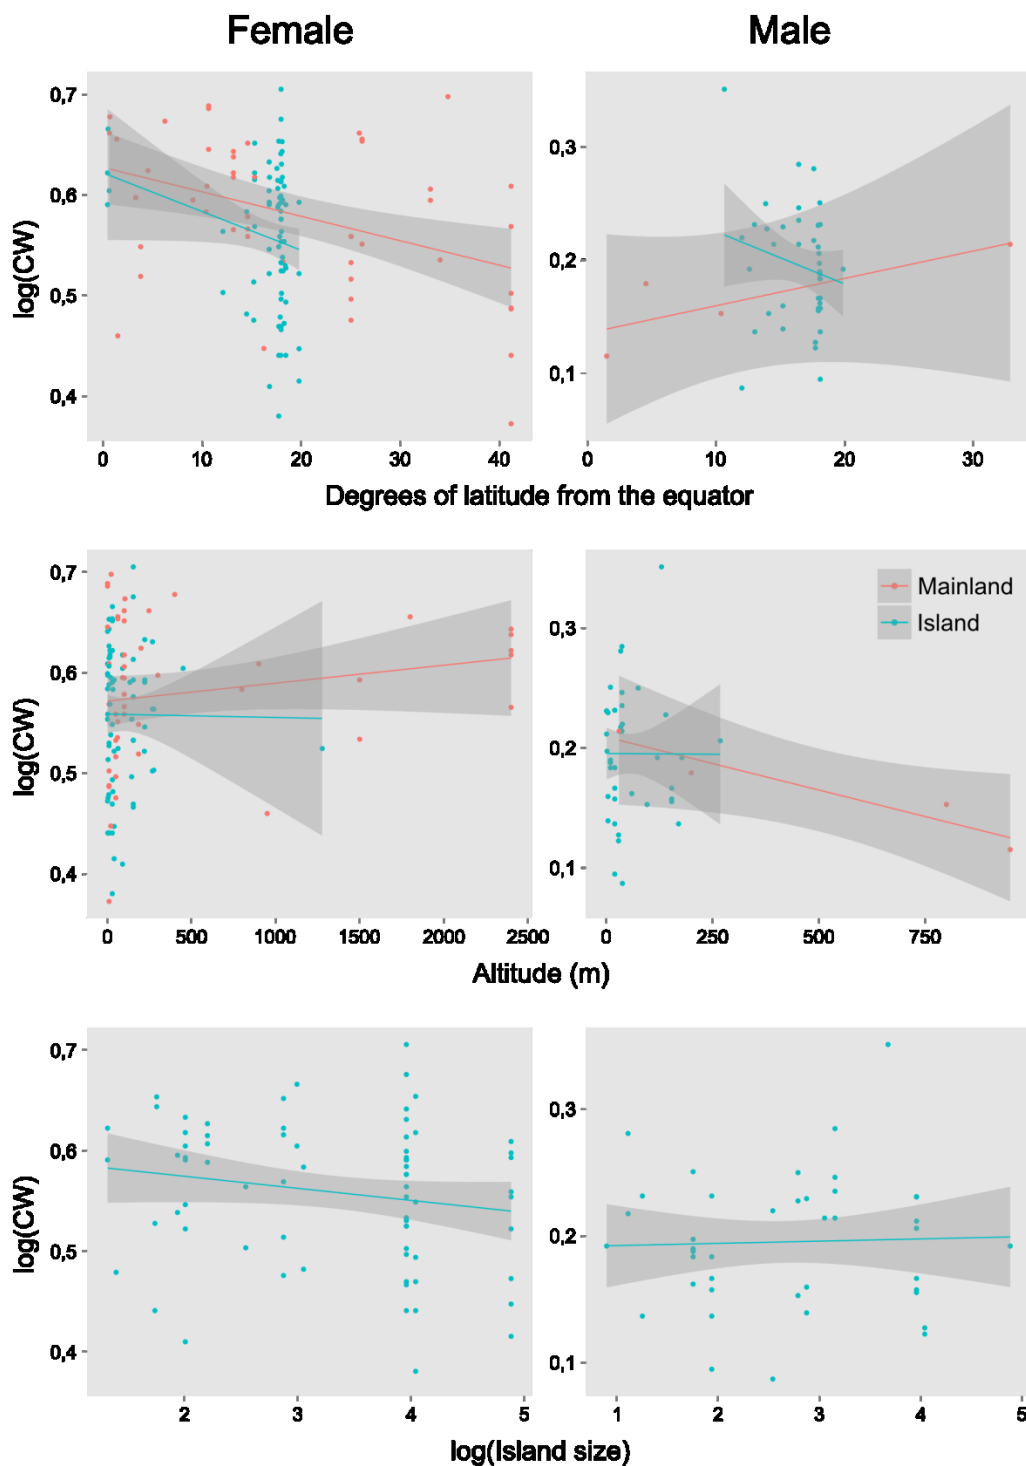 Female Male
0,7
0,6
0,5
0,4
log(CW)
0 10 20 30 40
0,3
0,2
0,1
0 10 20 30
Degrees of latitude from the equator
0,7
0,6
0,5
0,4
log(CW)
0 500 1000 1500 2000 2500
0,3
0,2
0,1
Mainland
Island
0 250 500 750
Altitude (m)
0,7
0,6
0,5
0,4
log(CW)
2 3 4 5
0,3
0,2
0,1
1 2 3 4 5
log(Island size)